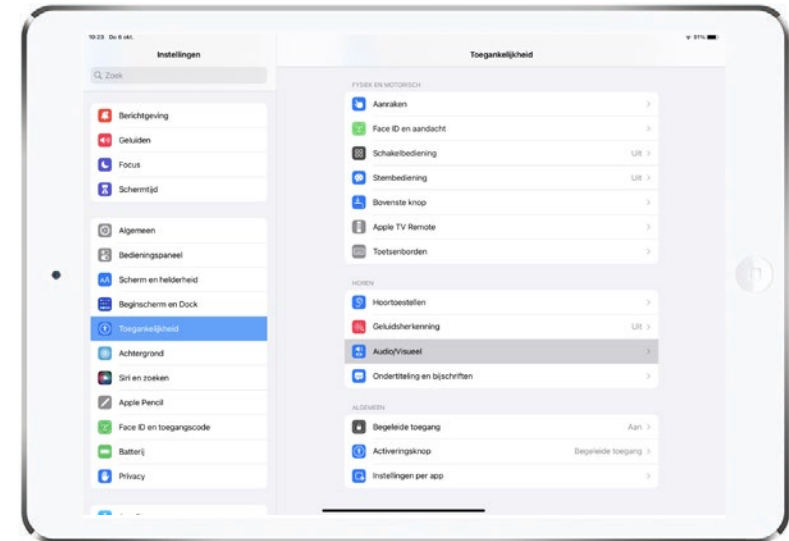 10:23 Do 6 okt.
51%
Instellingen
Toegankelijkheid
Zoek
Berichtgeving
Geluiden
Focus
Schermtijd
Algemeen
Bedieningspaneel
AA Scherm en helderheid
Beginscherm en Dock
Toegankelijkheid
Achtergrond
Siri en zoeken
Apple Pencil
Face ID en toegangscode
Batterij
Privacy
FYSIEK EN MOTORISCH
Aanraken
Face ID en aandacht
Schakelbediening Uit
Stembediening Uit
Bovenste knop
Apple TV Remote
Toetsenborden
HOREN
Hoortoestellen
Geluidsherkenning Uit
Audio/Visueel
Ondertiteling en bijschriften
ALGEMEEN
Begeleide toegang Aan
Activeringsknop Begeleide toegang
Instellingen per app